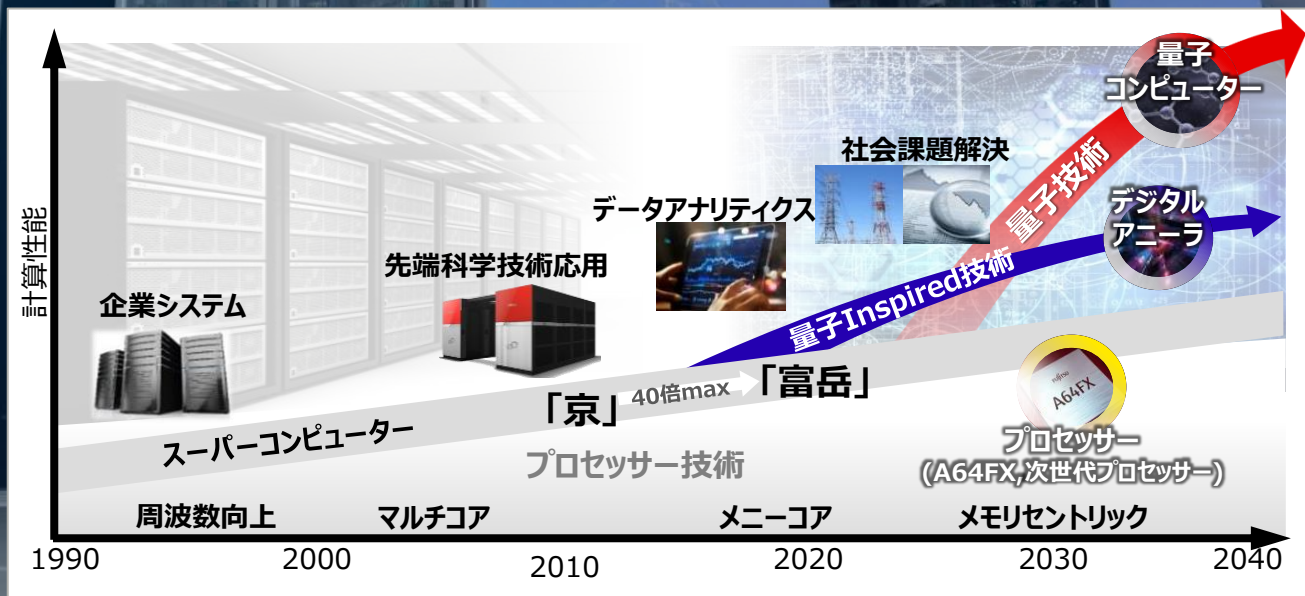 計算性能
量子
コンピューター
社会課題解決
量子技術
データアナリティクス
デジタル
アニーラ
先端科学技術応用
量子Inspired技術
企業システム
FUJITSU
A64FX
「京」
40倍max
「富岳」
スーパーコンピューター
プロセッサー技術
プロセッサー
(A64FX,次世代プロセッサー)
周波数向上
マルチコア
メニーコア
メモリセントリック
1990
2000
2010
2020
2030
2040